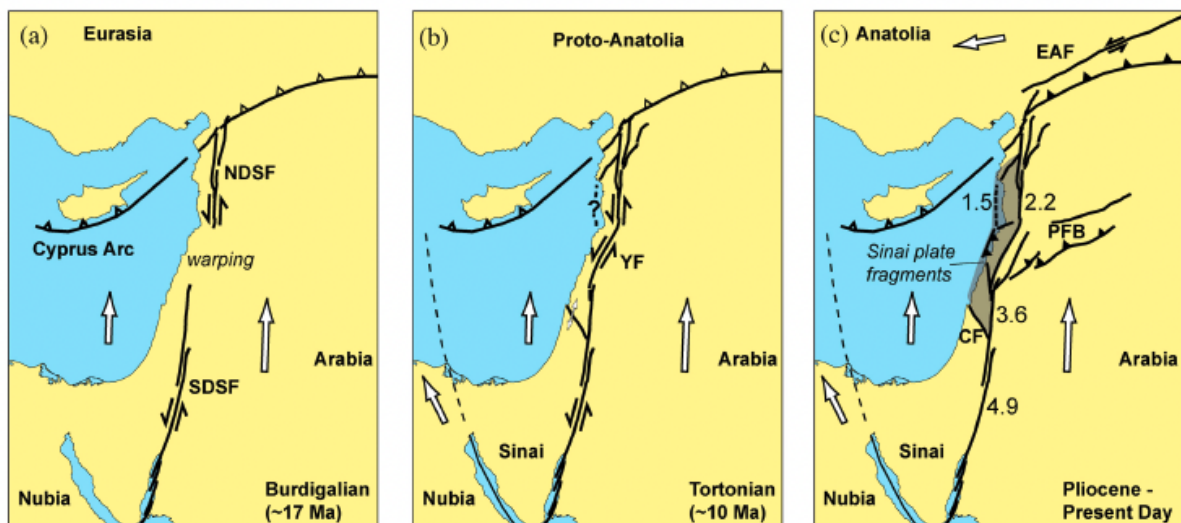 (a)
Eurasia
NDSF
Cyprus Arc
warping
Arabia
SDSF
Nubia
Burdigalian
(~17 Ma)
(b)
Proto-Anatolia
?
YF
Arabia
Sinai
Nubia
Tortonian
(~10 Ma)
(c)
Anatolia
EAF
1.5
2.2
PFB
Sinai plate
fragments
3.6
CF
Arabia
4.9
Sinai
Nubia
Pliocene -
Present Day